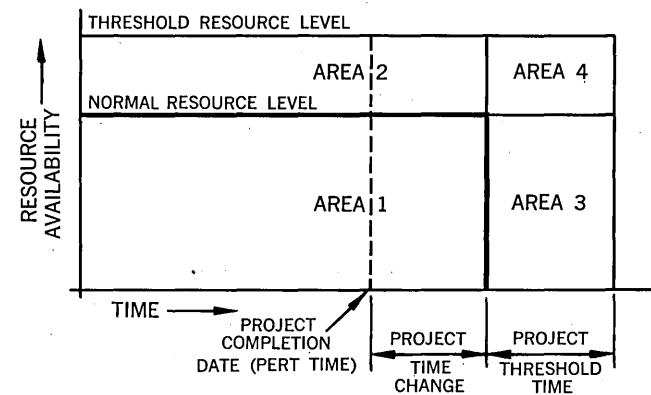 THRESHOLD RESOURCE LEVEL
AREA 2
AREA 4
NORMAL RESOURCE LEVEL
RESOURCE
AVAILABILITY
AREA 1
AREA 3
TIME
PROJECT
COMPLETION
DATE (PERT TIME)
PROJECT
TIME
CHANGE
PROJECT
THRESHOLD
TIME